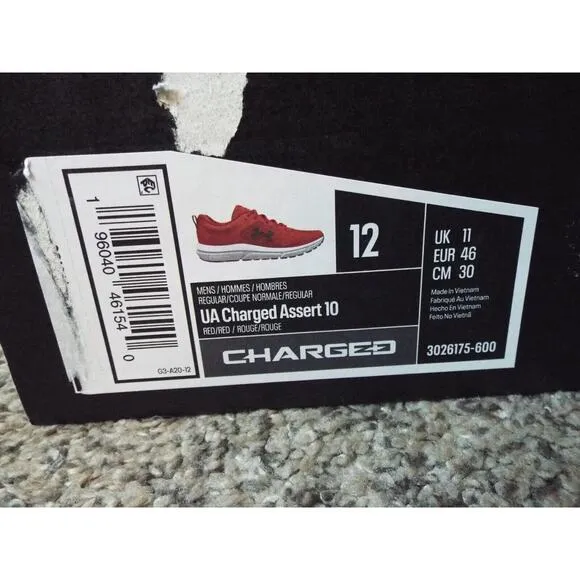 1 96040 46154 0
G3-A20-12
MENS / HOMMES / HOMBRES
REGULAR/COUPE NORMALE/REGULAR
UA Charged Assert 10
RED/RED / ROUGE/ROUGE
CHARGED
12
UK 11
EUR 46
CM 30
Made In Vietnam
Fabriqué Au Vietnam
Hecho En Vietnam
Feito No Vietnã
3026175-600